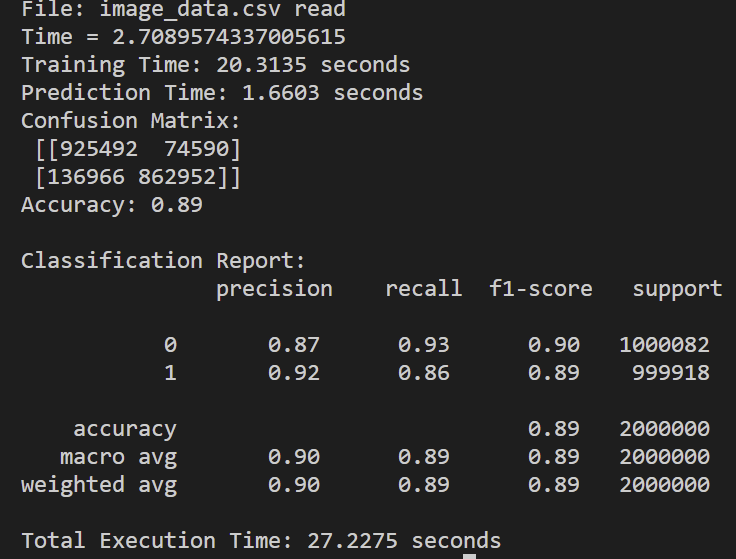 File: image_data.csv read
Time = 2.7089574337005615
Training Time: 20.3135 seconds
Prediction Time: 1.6603 seconds
Confusion Matrix:
[[925492 74590]
[136966 862952]]
Accuracy: 0.89
Classification Report:
precision recall f1-score support
0 0.87 0.93 0.90 1000082
1 0.92 0.86 0.89 999918
accuracy 0.89 2000000
macro avg 0.90 0.89 0.89 2000000
weighted avg 0.90 0.89 0.89 2000000
Total Execution Time: 27.2275 seconds